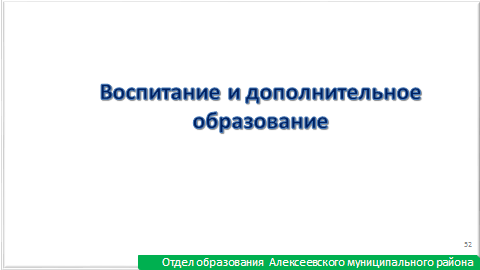 Воспитание и дополнительное
образование
52
Отдел образования Алексеевского муниципального района